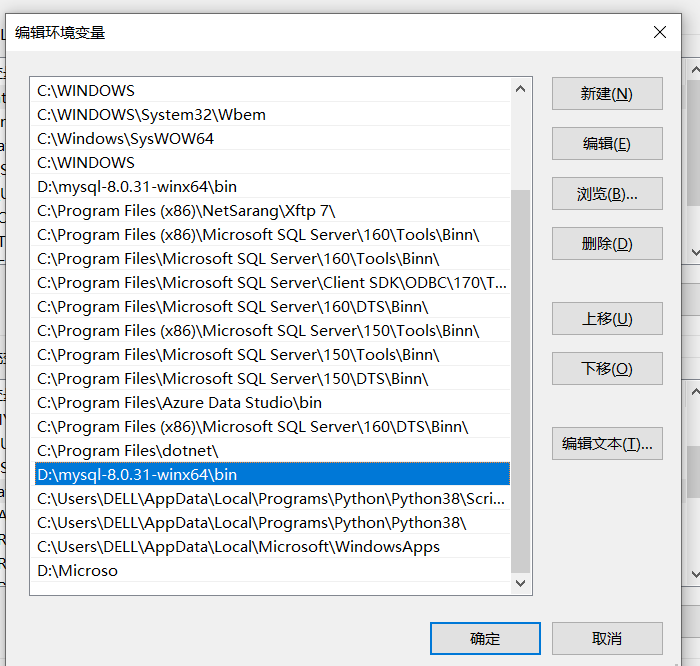 编辑环境变量
C:\WINDOWS
C:\WINDOWS\System32\Wbem
C:\Windows\SysWOW64
C:\WINDOWS
D:\mysql-8.0.31-winx64\bin
C:\Program Files (x86)\NetSarang\Xftp 7\
C:\Program Files (x86)\Microsoft SQL Server\160\Tools\Binn\
C:\Program Files\Microsoft SQL Server\160\Tools\Binn\
C:\Program Files\Microsoft SQL Server\Client SDK\ODBC\170\T...
C:\Program Files\Microsoft SQL Server\160\DTS\Binn\
C:\Program Files (x86)\Microsoft SQL Server\150\Tools\Binn\
C:\Program Files\Microsoft SQL Server\150\Tools\Binn\
C:\Program Files\Microsoft SQL Server\150\DTS\Binn\
C:\Program Files\Azure Data Studio\bin
C:\Program Files (x86)\Microsoft SQL Server\160\DTS\Binn\
C:\Program Files\dotnet\
D:\mysql-8.0.31-winx64\bin
C:\Users\DELL\AppData\Local\Programs\Python\Python38\Scri...
C:\Users\DELL\AppData\Local\Programs\Python\Python38\
C:\Users\DELL\AppData\Local\Microsoft\WindowsApps
D:\Microso
新建(N)
编辑(E)
浏览(B)...
删除(D)
上移(U)
下移(O)
编辑文本(T)...
确定
取消